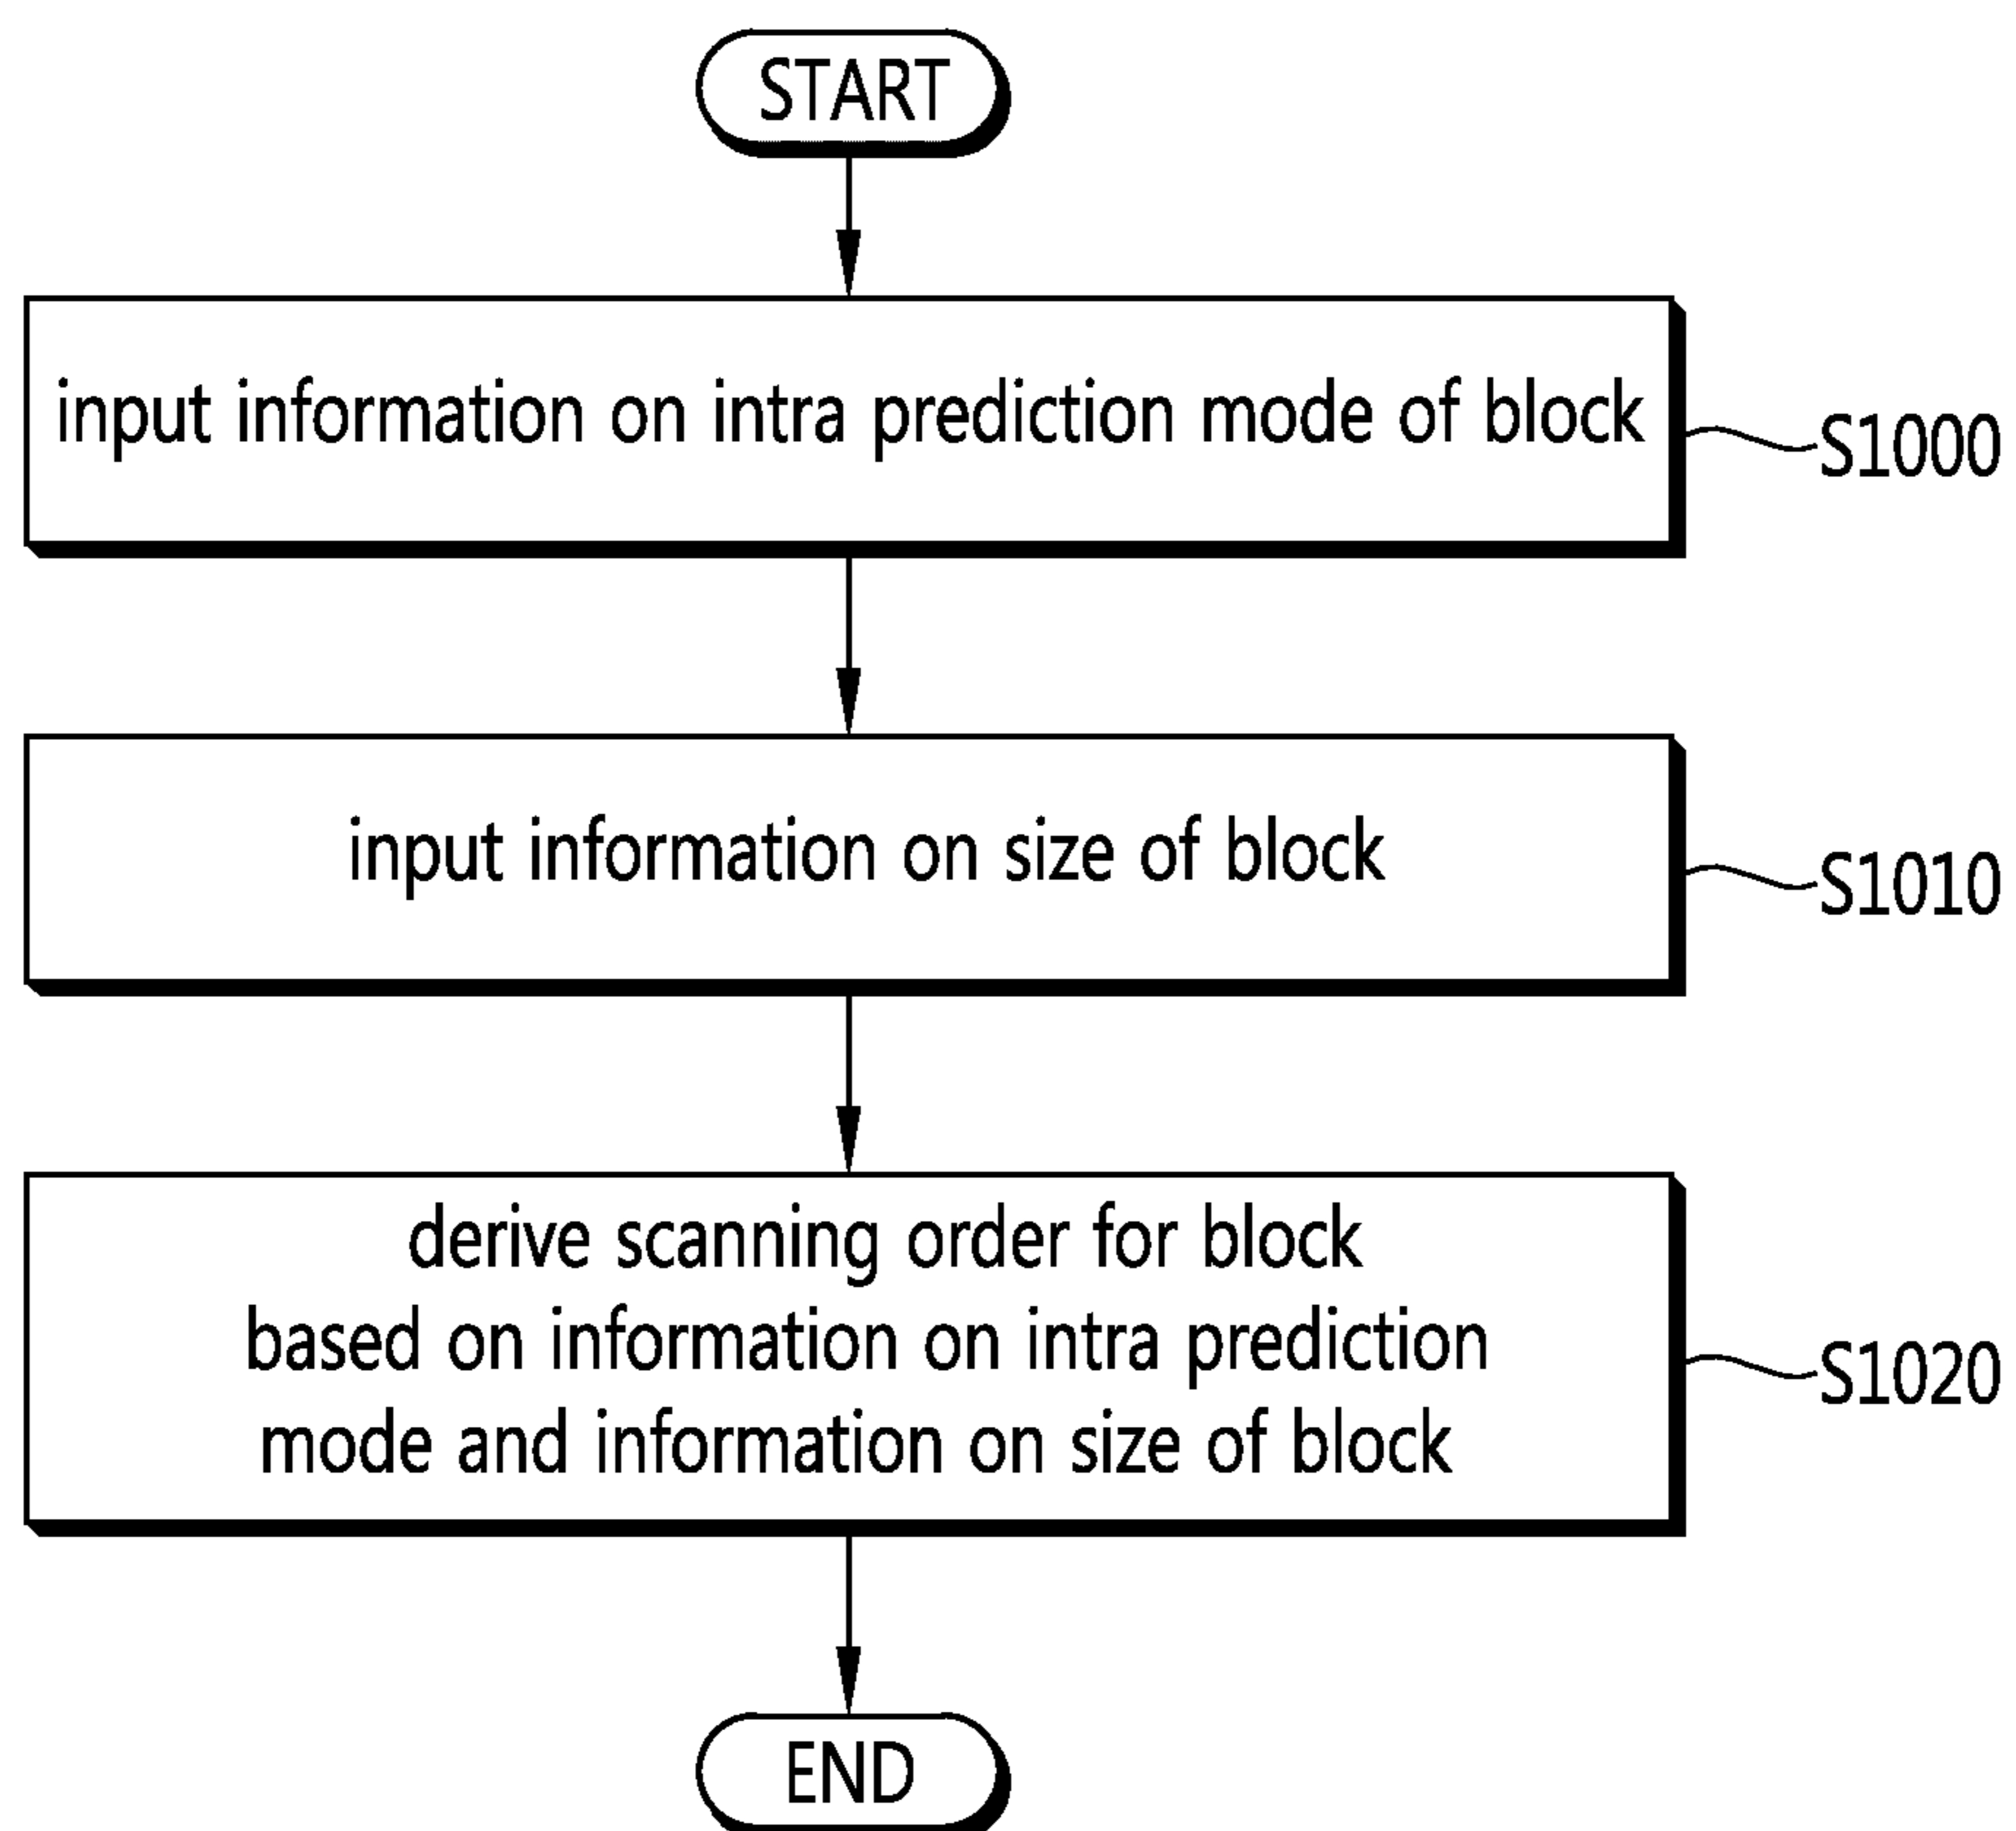 START
input information on intra prediction mode of block
S1000
input information on size of block
S1010
derive scanning order for block
based on information on intra prediction
mode and information on size of block
S1020
END